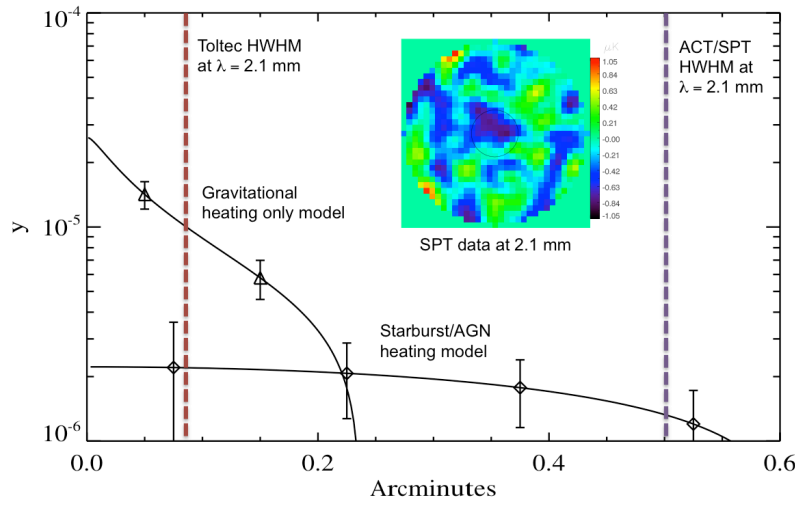 10⁻⁴
Toltec HWHM
at λ = 2.1 mm
μK
1.05
0.84
0.63
0.42
0.21
-0.00
-0.21
-0.42
-0.63
-0.84
-1.05
ACT/SPT
HWHM at
λ = 2.1 mm
Gravitational
heating only model
SPT data at 2.1 mm
10⁻⁵
y
Starburst/AGN
heating model
10⁻⁶
0.0
0.2
0.4
0.6
Arcminutes